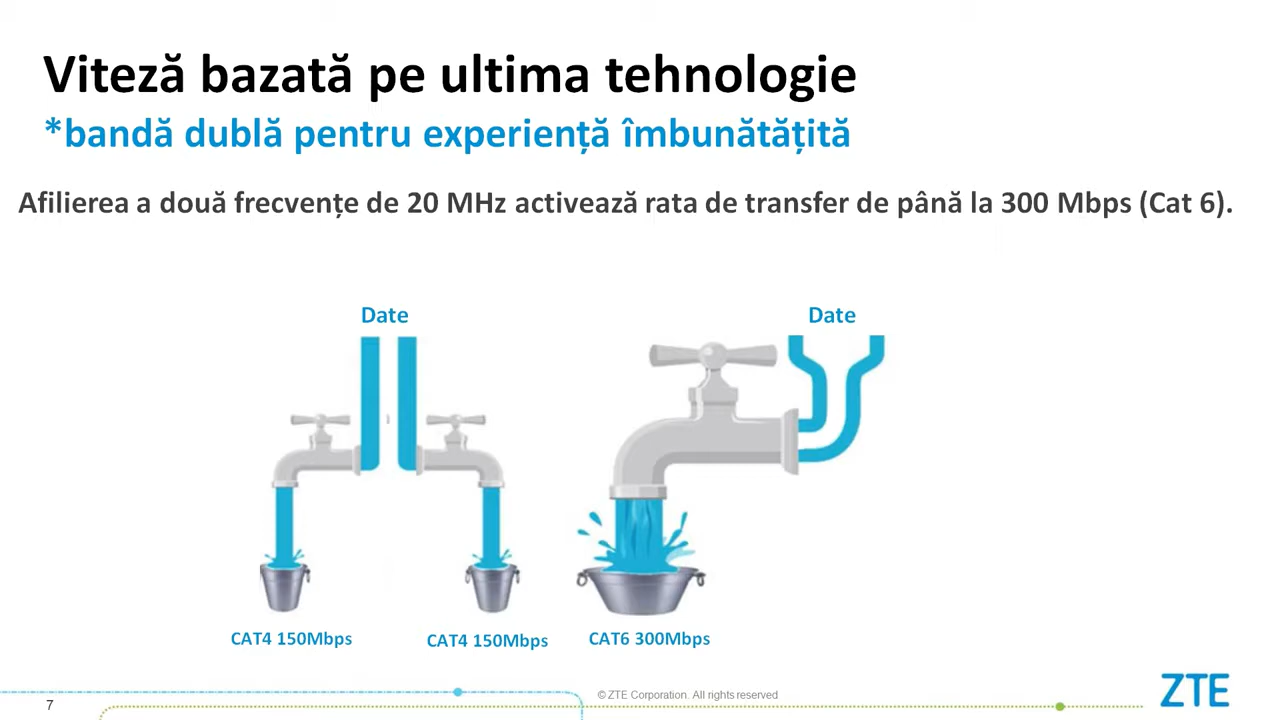 Viteză bazată pe ultima tehnologie
*bandă dublă pentru experiență îmbunătățită
Afilierea a două frecvențe de 20 MHz activează rata de transfer de până la 300 Mbps (Cat 6).
Date
Date
CAT4 150Mbps
CAT4 150Mbps
CAT6 300Mbps
7
© ZTE Corporation. All rights reserved
ZTE